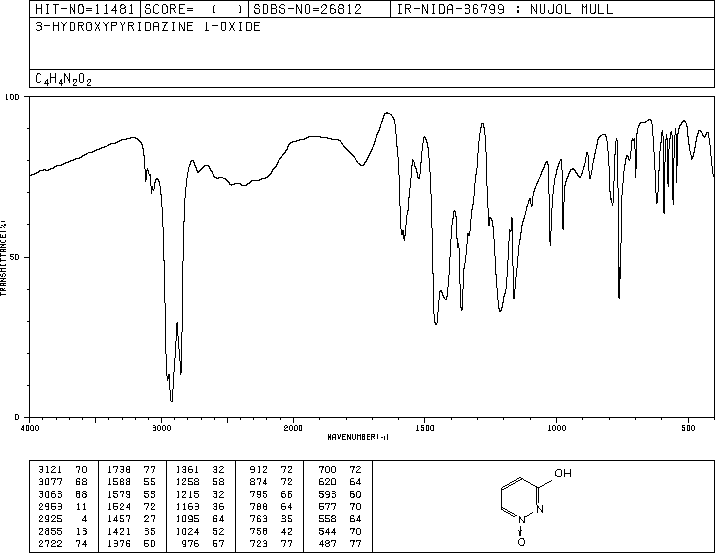 HIT-NO=11481 SCORE= ( ) SDBS-NO=26812 IR-NIDA-36799 : NUJOL MULL
3-HYDROXYPYRIDAZINE 1-OXIDE
C4H4N2O2
100
50
0
TRANSMITTANCE(%)
4000 3000 2000 1500 1000 500
WAVENUMBER(-1)
3121 70 1738 77 1361 32 912 72 700 72
3077 68 1588 55 1258 58 874 72 620 64
3063 68 1579 55 1215 32 795 66 593 60
2953 11 1524 72 1163 36 788 64 577 70
2925 4 1457 27 1095 64 763 35 558 64
2855 13 1421 35 1024 52 758 42 544 70
2722 74 1376 50 976 57 723 77 487 77
OH
N
N
O